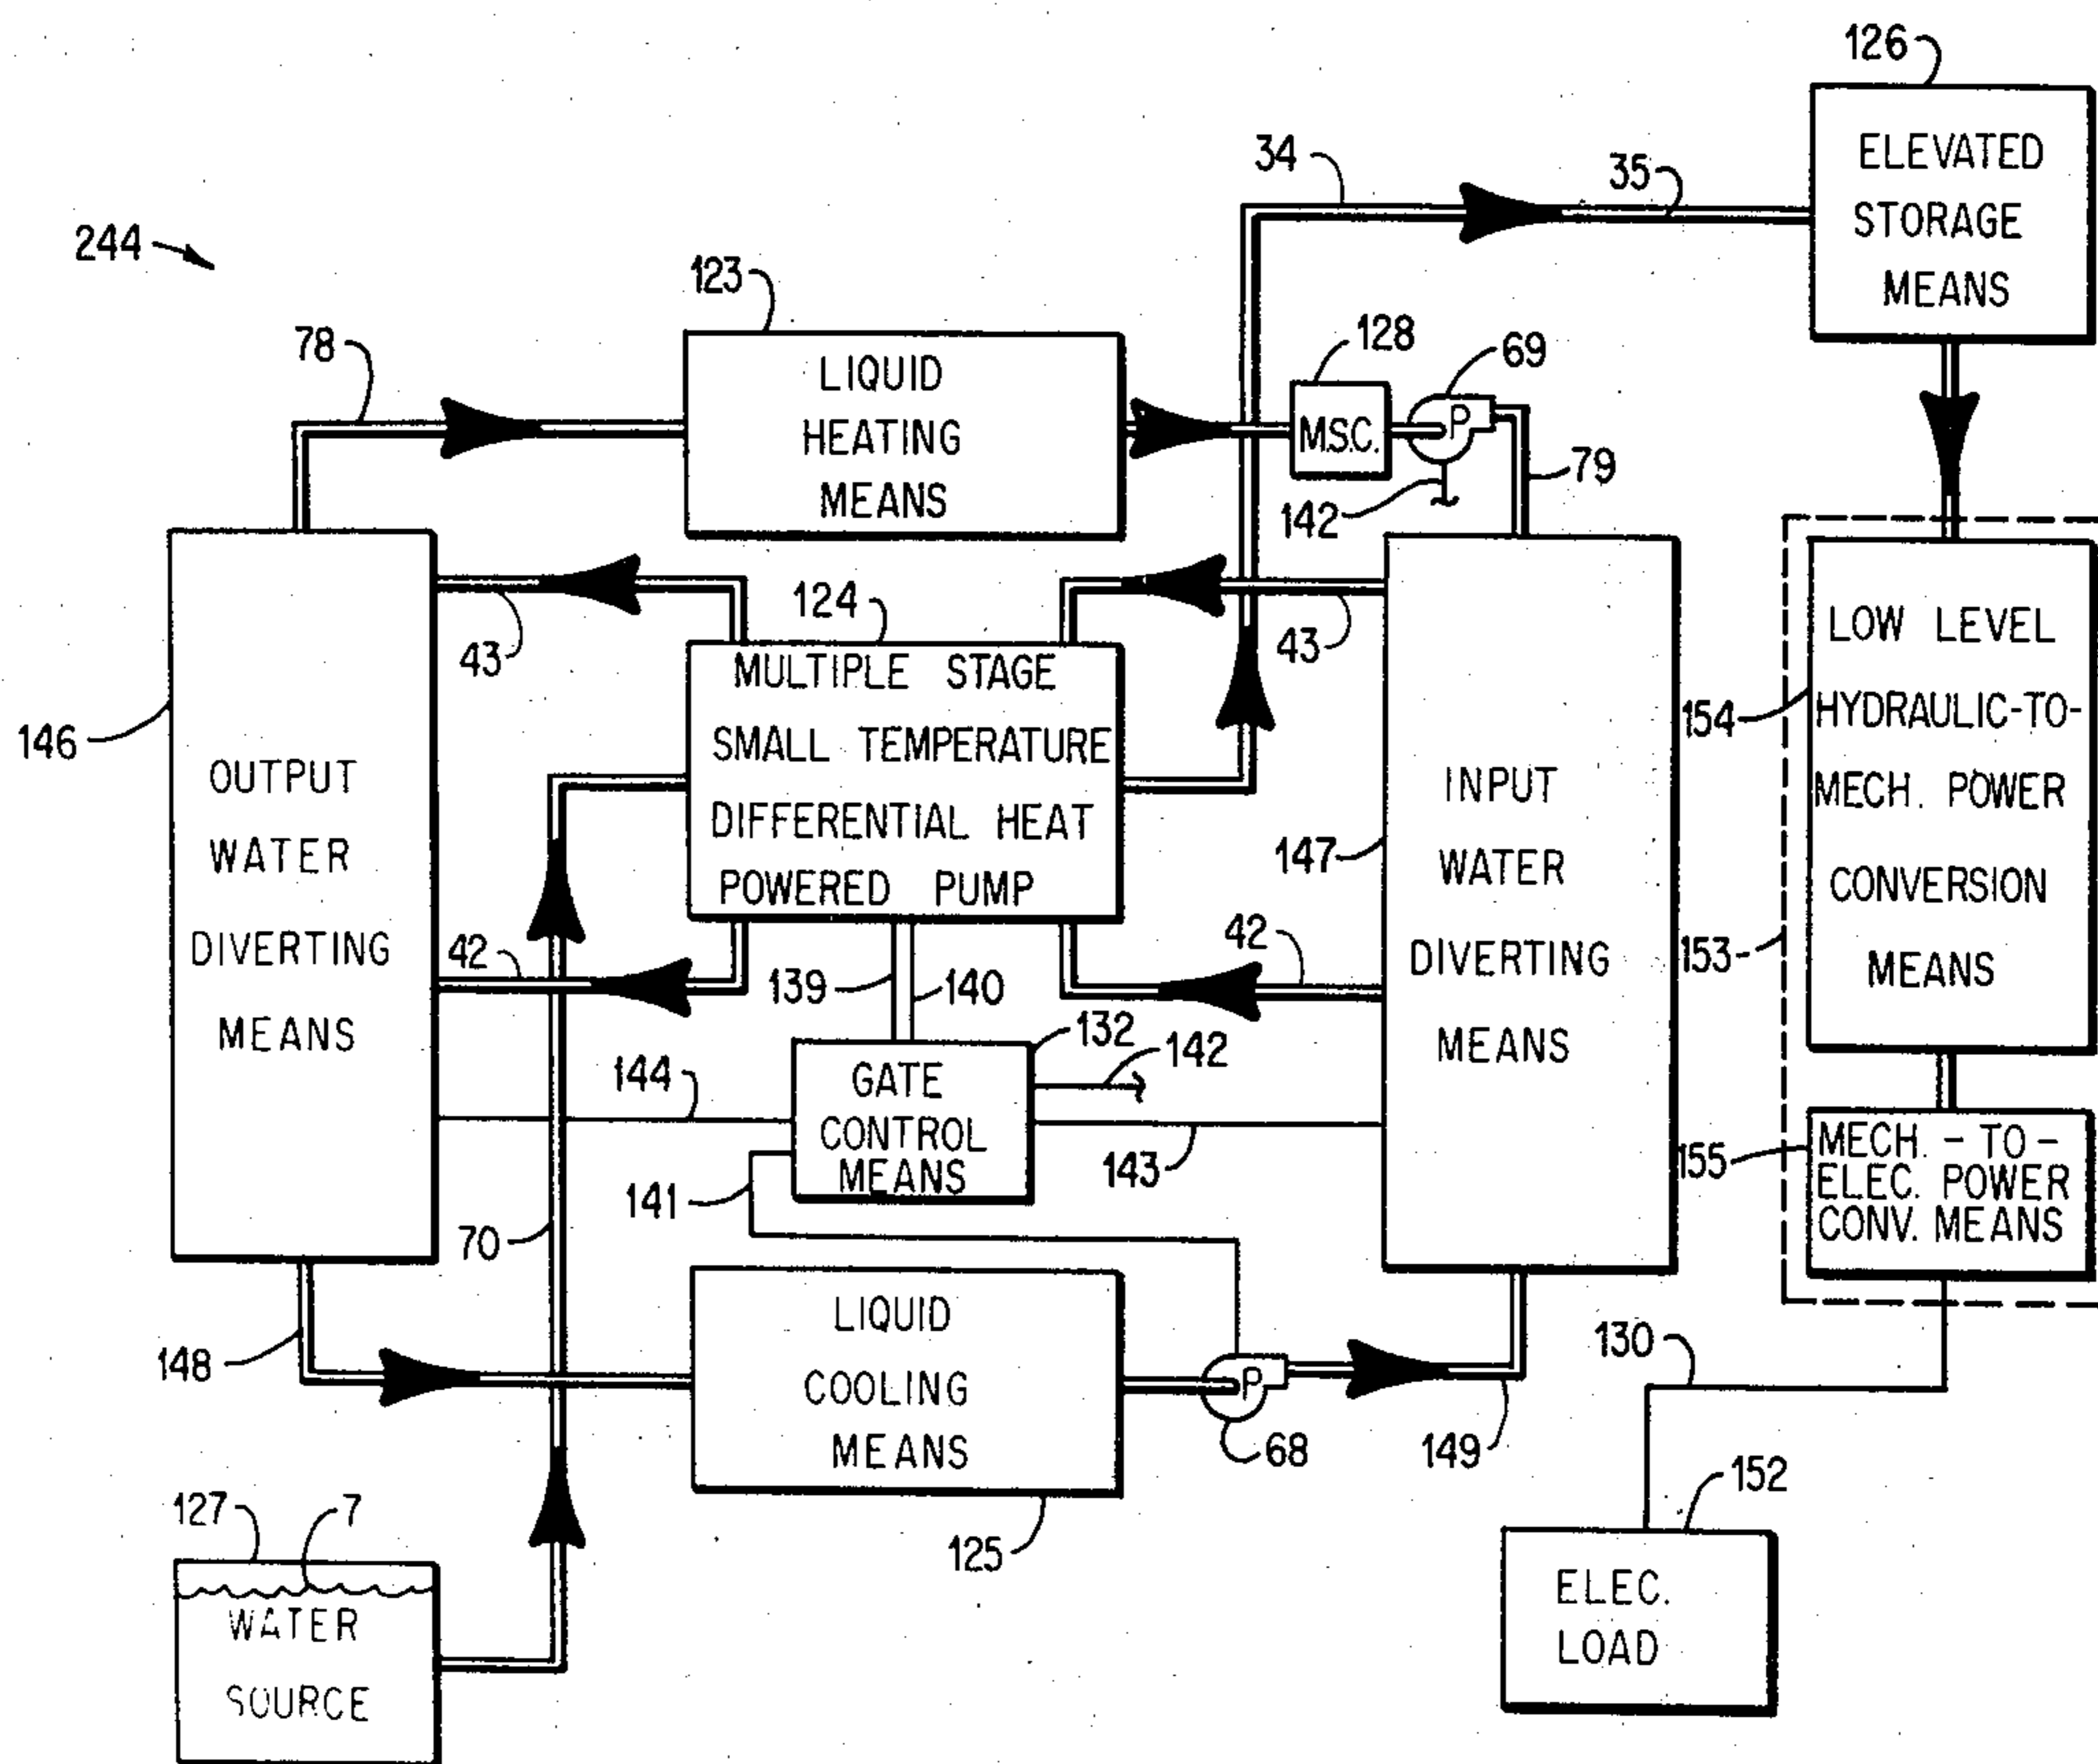 126
34
35
ELEVATED
STORAGE
MEANS
244
123
78
LIQUID
HEATING
MEANS
128
69
M.S.C.
P
142
79
43
124
43
146
OUTPUT
WATER
DIVERTING
MEANS
MULTIPLE STAGE
SMALL TEMPERATURE
DIFFERENTIAL HEAT
POWERED PUMP
147
INPUT
WATER
DIVERTING
MEANS
154
LOW LEVEL
HYDRAULIC-TO-
MECH. POWER
CONVERSION
MEANS
153
42
139
140
42
132
142
144
GATE
CONTROL
MEANS
143
141
155
MECH. - TO -
ELEC. POWER
CONV. MEANS
70
148
LIQUID
COOLING
MEANS
P
68
149
130
125
152
ELEC.
LOAD
127
7
WATER
SOURCE